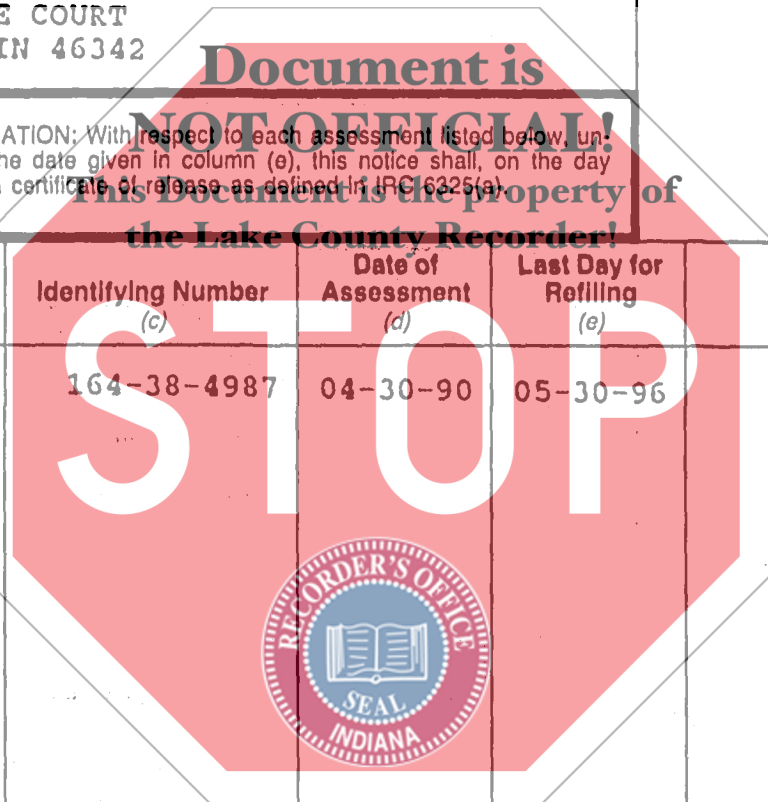 E COURT
IN 46342
Document is
NOT OFFICIAL!
This Document is the property of
the Lake County Recorder!
ATION: With respect to each assessment listed below, un-
he date given in column (e), this notice shall, on the day
certificate of release as defined in IRC 6325(a).
Identifying Number
(c)
Date of
Assessment
(d)
Last Day for
Refiling
(e)
164-38-4987 04-30-90 05-30-96
STOP
RECORDER'S OFFICE
SEAL
INDIANA